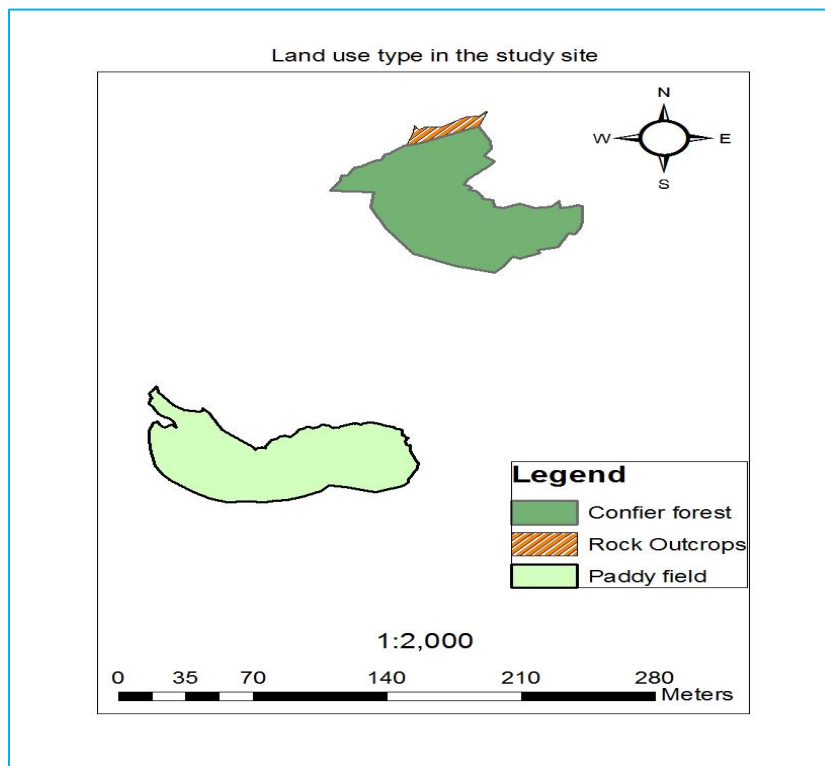 Land use type in the study site
N
W E
S
Legend
Confier forest
Rock Outcrops
Paddy field
1:2,000
0 35 70 140 210 280
Meters